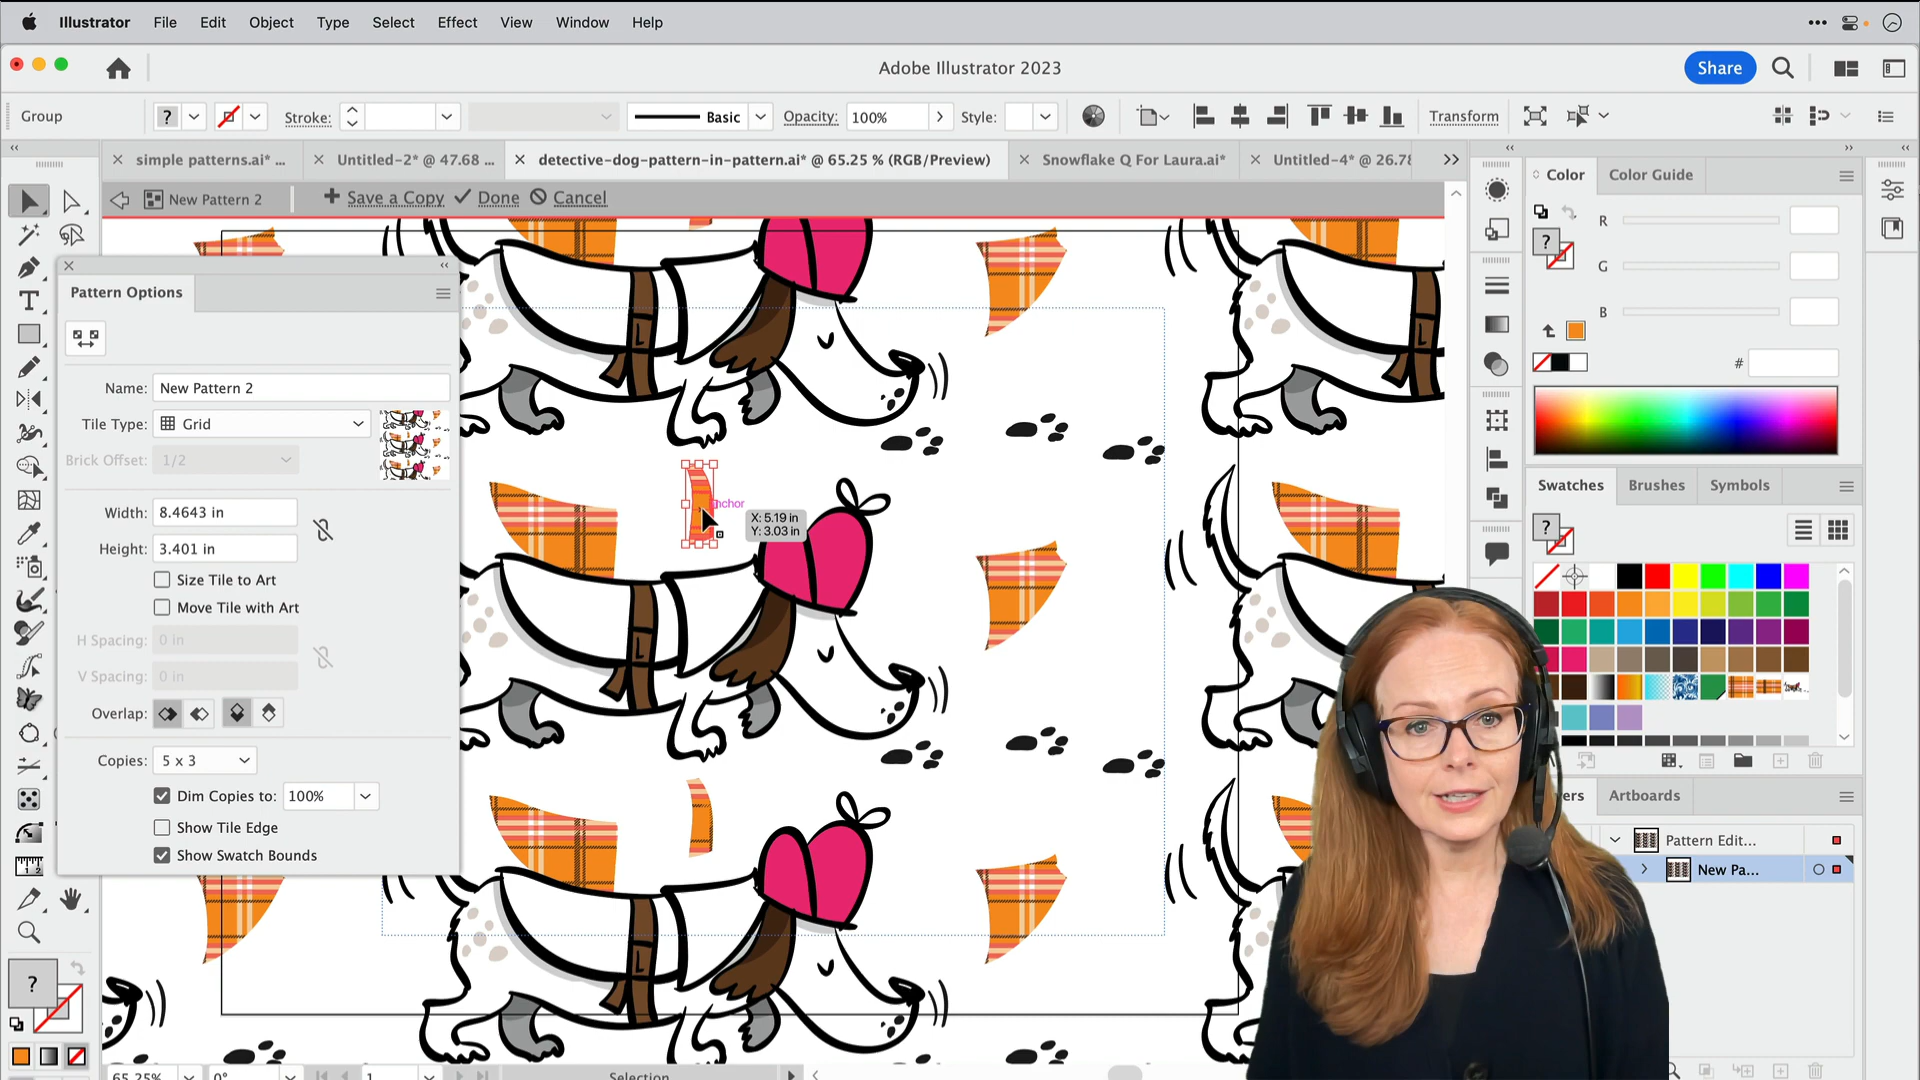 Illustrator File Edit Object Type Select Effect View Window Help
Adobe Illustrator 2023
Share
Group
?
Stroke:
Basic
Opacity:
100%
Style:
Transform
simple patterns.ai* ...
Untitled-2* @ 47.68 ...
detective-dog-pattern-in-pattern.ai* @ 65.25 % (RGB/Preview)
Snowflake Q For Laura.ai*
Untitled-4* @ 26.78
New Pattern 2
Save a Copy
Done
Cancel
Pattern Options
Name: New Pattern 2
Tile Type: Grid
Brick Offset: 1/2
Width: 8.4643 in
Height: 3.401 in
Size Tile to Art
Move Tile with Art
H Spacing: 0 in
V Spacing: 0 in
Overlap:
Copies: 5 x 3
Dim Copies to: 100%
Show Tile Edge
Show Swatch Bounds
X: 5.19 in
Y: 3.03 in
L
L
L
Color
Color Guide
?
R
G
B
#
Swatches
Brushes
Symbols
?
Artboards
Pattern Edit...
New Pa...
?
65.25%
0°
1
Selection